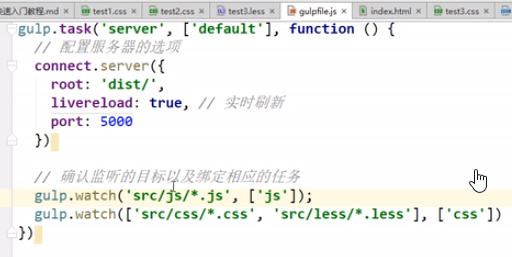 速入门教程.md × test1.css × test2.css × test3.less × gulpfile.js × index.html × test3.css ×
gulp.task('server', ['default'], function () {
// 配置服务器的选项
connect.server({
root: 'dist/',
livereload: true, // 实时刷新
port: 5000
})
// 确认监听的目标以及绑定相应的任务
gulp.watch('src/js/*.js', ['js']);
gulp.watch(['src/css/*.css', 'src/less/*.less'], ['css'])
})